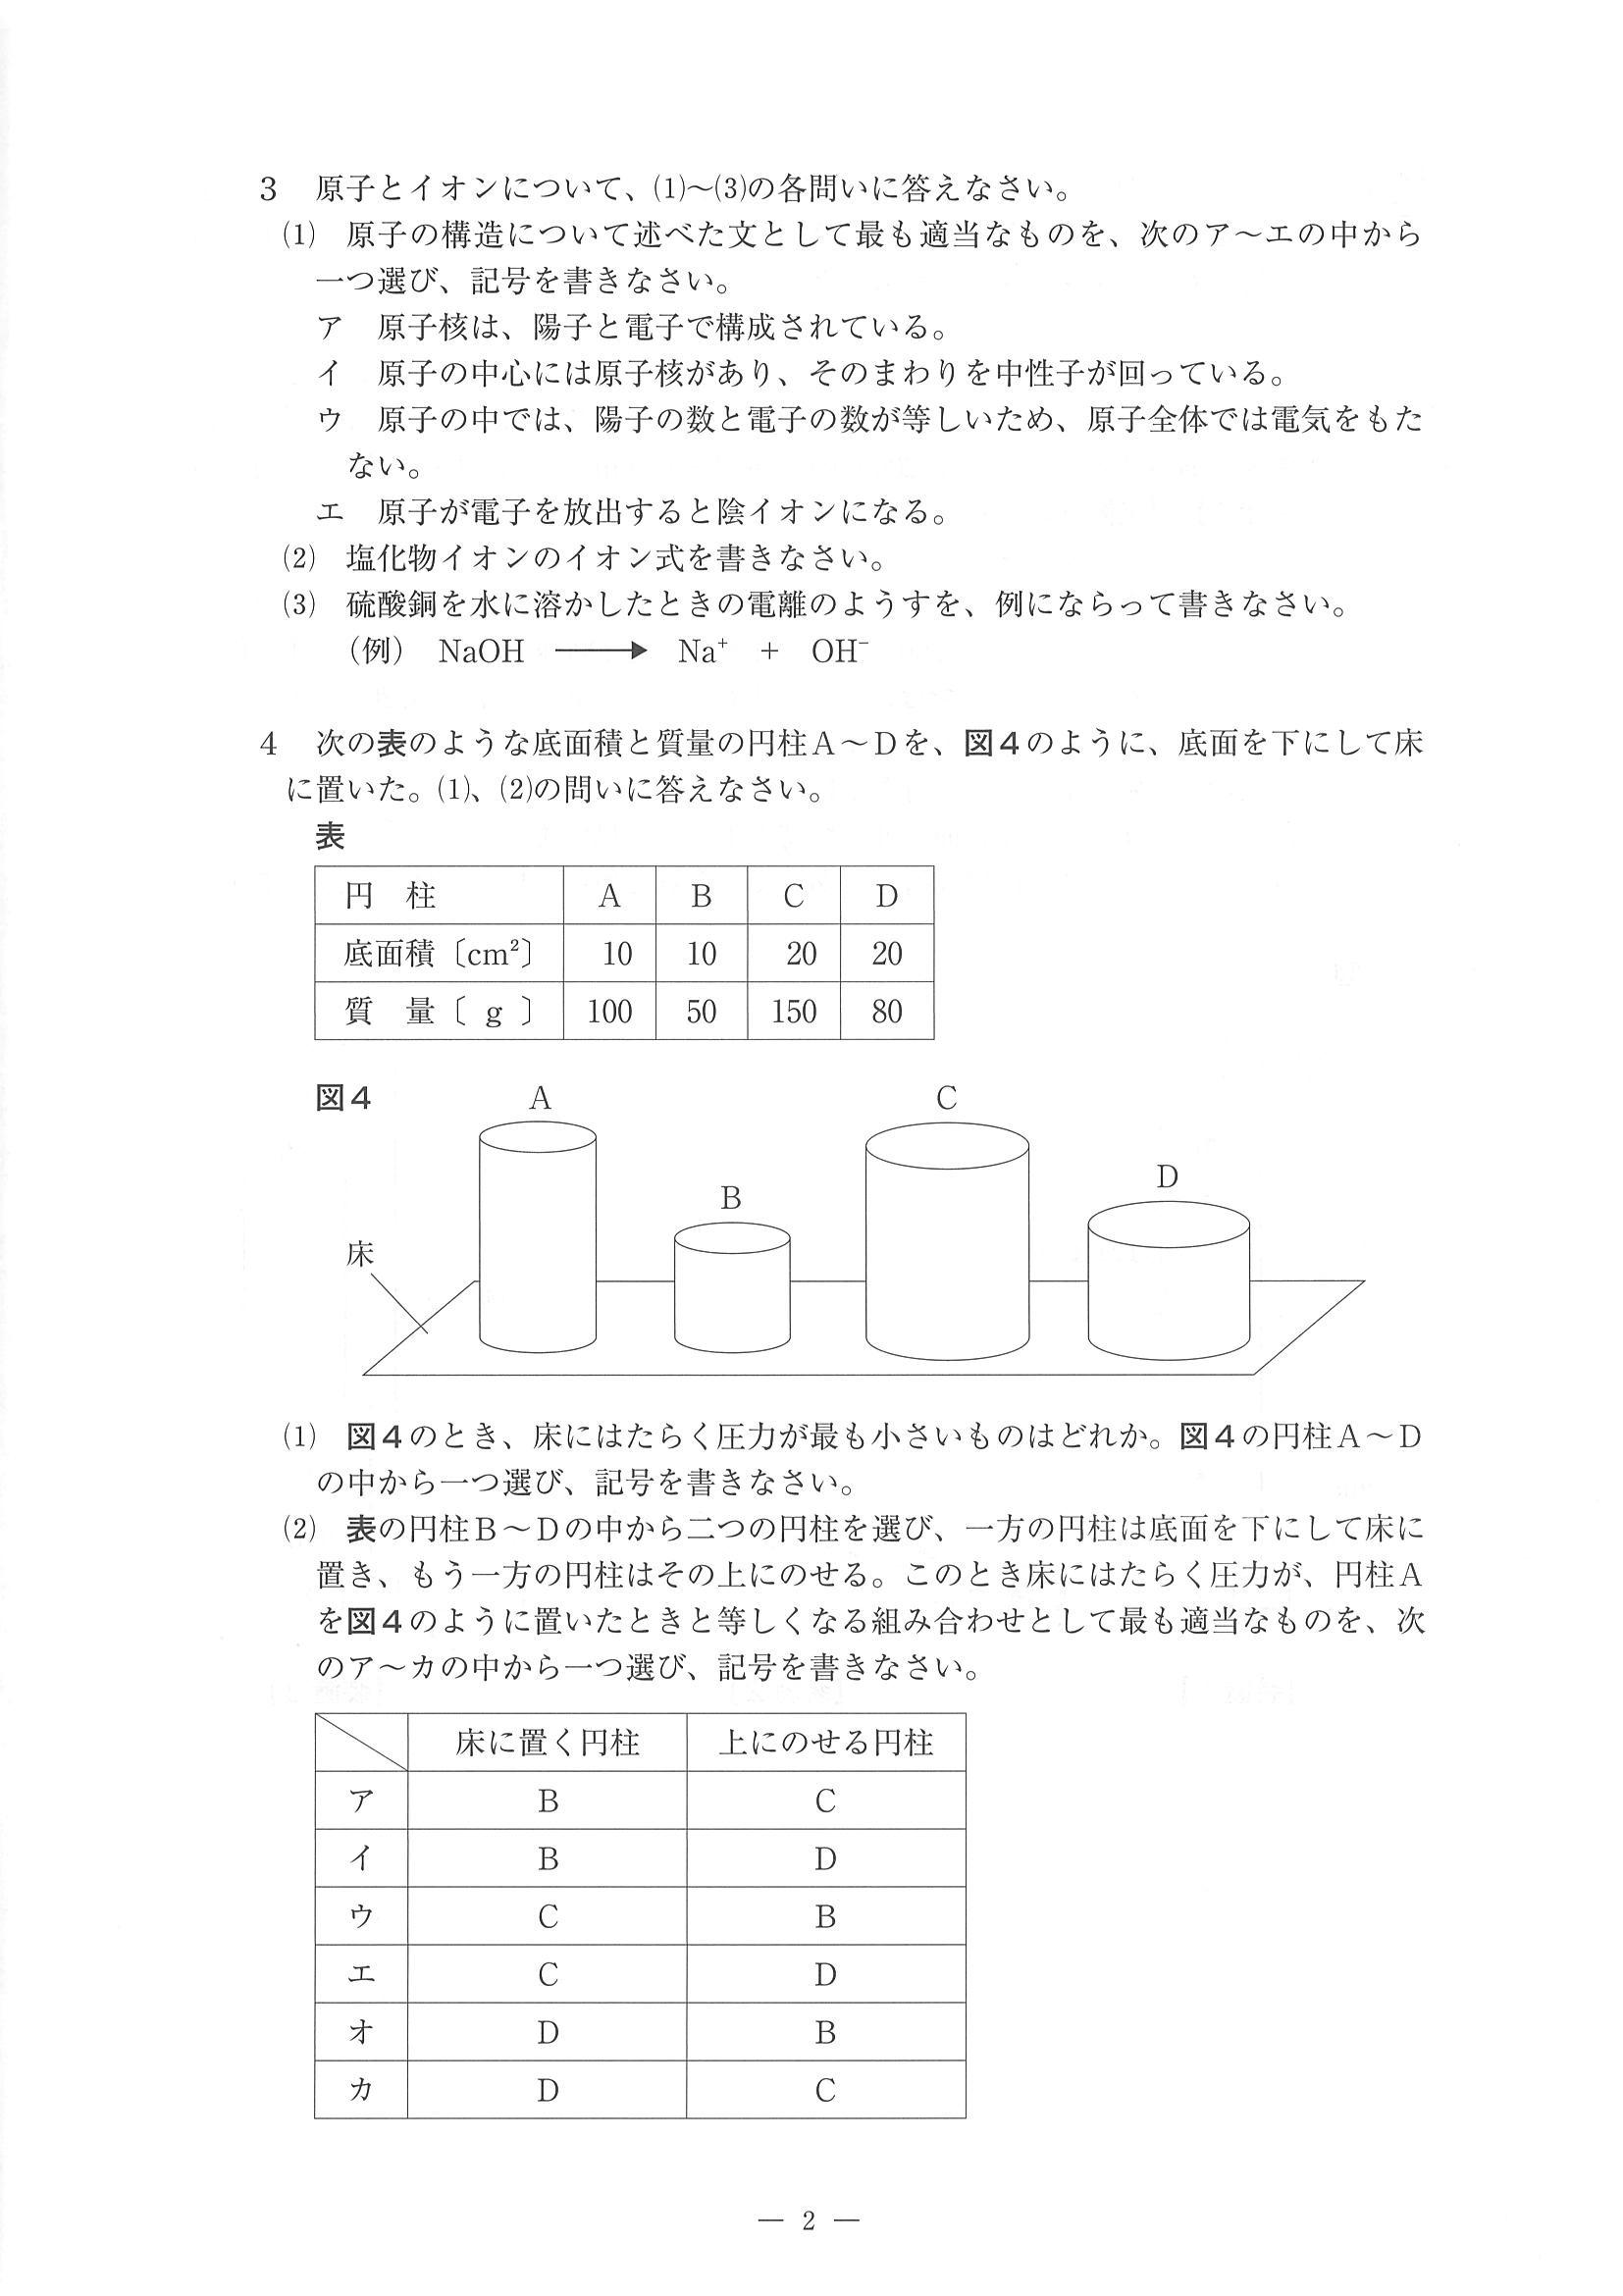 3　原子とイオンについて、⑴～⑶の各問いに答えなさい。
⑴　原子の構造について述べた文として最も適当なものを、次のア～エの中から
一つ選び、記号を書きなさい。
ア　原子核は、陽子と電子で構成されている。
イ　原子の中心には原子核があり、そのまわりを中性子が回っている。
ウ　原子の中では、陽子の数と電子の数が等しいため、原子全体では電気をもた
ない。
エ　原子が電子を放出すると陰イオンになる。
⑵　塩化物イオンのイオン式を書きなさい。
⑶　硫酸銅を水に溶かしたときの電離のようすを、例にならって書きなさい。
（例）　NaOH　⟶　Na⁺　+　OH⁻
4　次の表のような底面積と質量の円柱A～Dを、図4のように、底面を下にして床
に置いた。⑴、⑵の問いに答えなさい。
表
円　柱　A　B　C　D
底面積〔cm²〕　10　10　20　20
質　量〔 g 〕　100　50　150　80
図4
A
C
D
B
床
⑴　図4のとき、床にはたらく圧力が最も小さいものはどれか。図4の円柱A～D
の中から一つ選び、記号を書きなさい。
⑵　表の円柱B～Dの中から二つの円柱を選び、一方の円柱は底面を下にして床に
置き、もう一方の円柱はその上にのせる。このとき床にはたらく圧力が、円柱A
を図4のように置いたときと等しくなる組み合わせとして最も適当なものを、次
のア～カの中から一つ選び、記号を書きなさい。
床に置く円柱　上にのせる円柱
ア　B　C
イ　B　D
ウ　C　B
エ　C　D
オ　D　B
カ　D　C
— 2 —